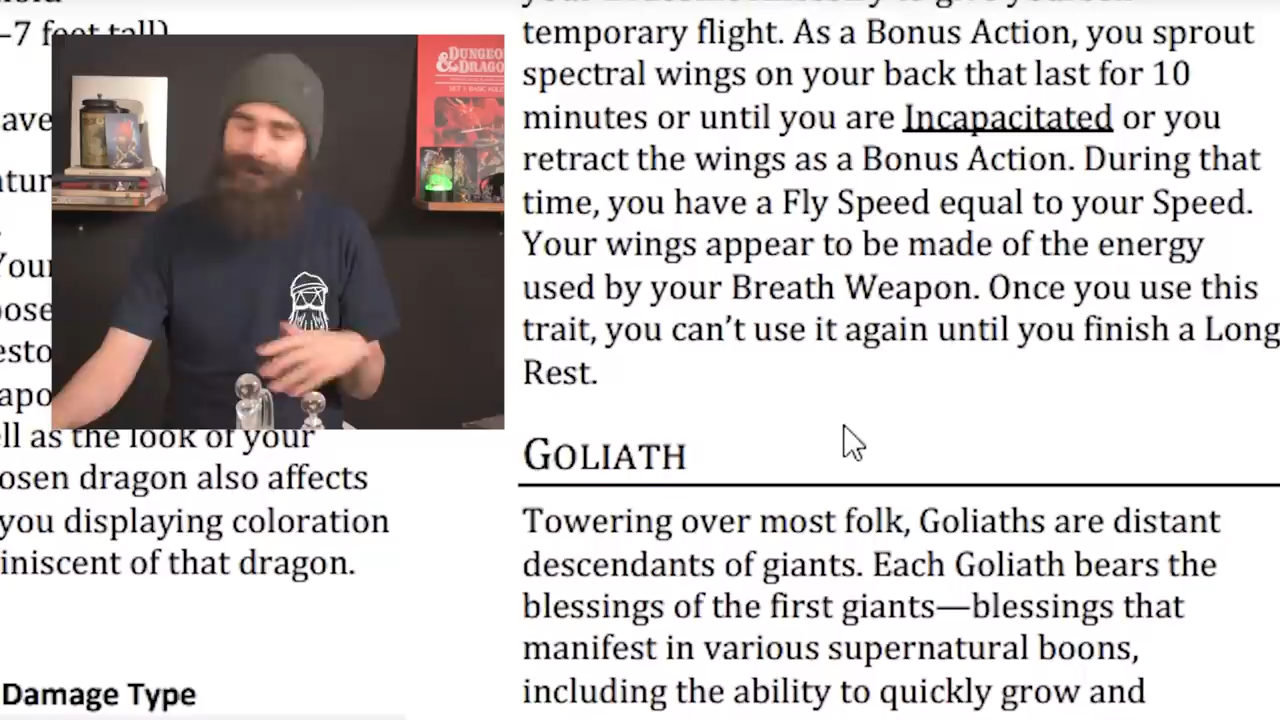 –7 feet tall)
ave
Your
ell as the look of your
osen dragon also affects
you displaying coloration
iniscent of that dragon.
Damage Type
DUNGEO
& DRAGO
temporary flight. As a Bonus Action, you sprout
spectral wings on your back that last for 10
minutes or until you are Incapacitated or you
retract the wings as a Bonus Action. During that
time, you have a Fly Speed equal to your Speed.
Your wings appear to be made of the energy
used by your Breath Weapon. Once you use this
trait, you can’t use it again until you finish a Long
Rest.
GOLIATH
Towering over most folk, Goliaths are distant
descendants of giants. Each Goliath bears the
blessings of the first giants—blessings that
manifest in various supernatural boons,
including the ability to quickly grow and